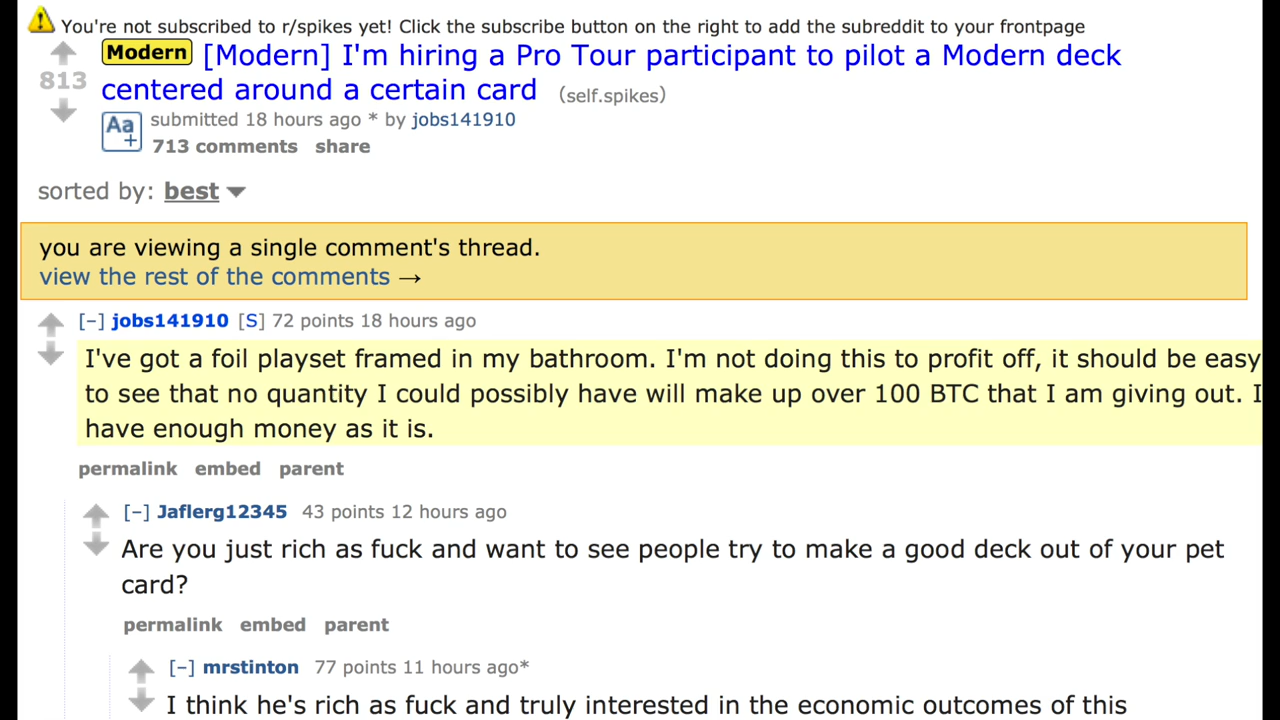 You're not subscribed to r/spikes yet! Click the subscribe button on the right to add the subreddit to your frontpage
Modern [Modern] I'm hiring a Pro Tour participant to pilot a Modern deck
813
centered around a certain card (self.spikes)
Aa+
submitted 18 hours ago * by jobs141910
713 comments share
sorted by: best
you are viewing a single comment's thread.
view the rest of the comments →
[–] jobs141910 [S] 72 points 18 hours ago
I've got a foil playset framed in my bathroom. I'm not doing this to profit off, it should be easy
to see that no quantity I could possibly have will make up over 100 BTC that I am giving out. I
have enough money as it is.
permalink embed parent
[–] Jaflerg12345 43 points 12 hours ago
Are you just rich as fuck and want to see people try to make a good deck out of your pet
card?
permalink embed parent
[–] mrstinton 77 points 11 hours ago*
I think he's rich as fuck and truly interested in the economic outcomes of this